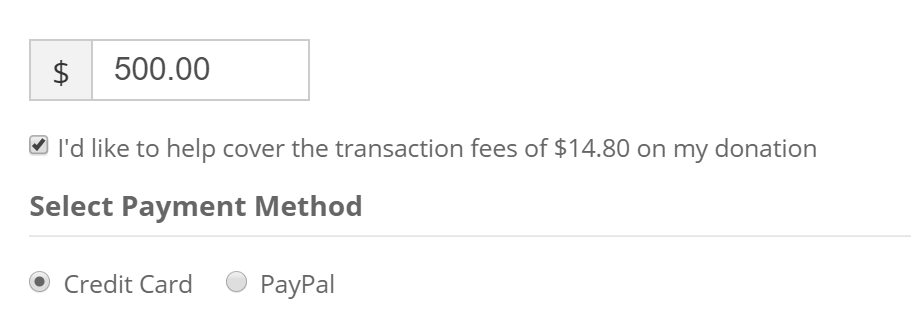 $ 500.00
I'd like to help cover the transaction fees of $14.80 on my donation
Select Payment Method
Credit Card PayPal